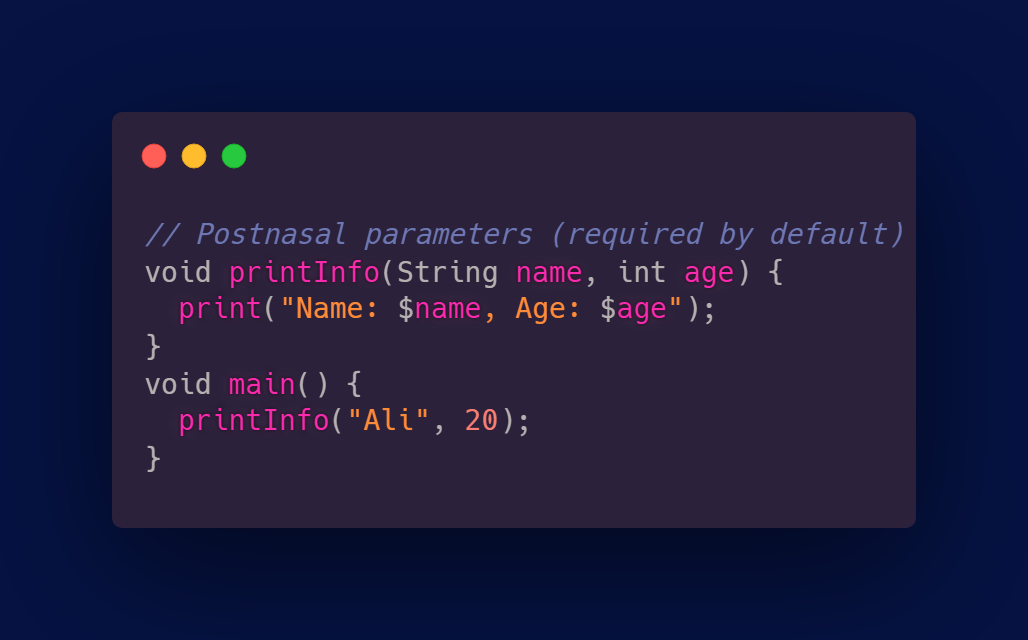 // Postnasal parameters (required by default)
void printInfo(String name, int age) {
  print("Name: $name, Age: $age");
}
void main() {
  printInfo("Ali", 20);
}